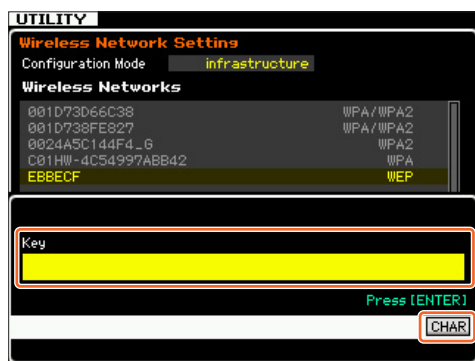 UTILITY
Wireless Network Setting
Configuration Mode infrastructure
Wireless Networks
001D73D66C38 WPA/WPA2
001D738FE827 WPA/WPA2
0024A5C144F4_G WPA2
C01HW-4C54997ABB42 WPA
EBBECF WEP
Key
Press [ENTER]
CHAR